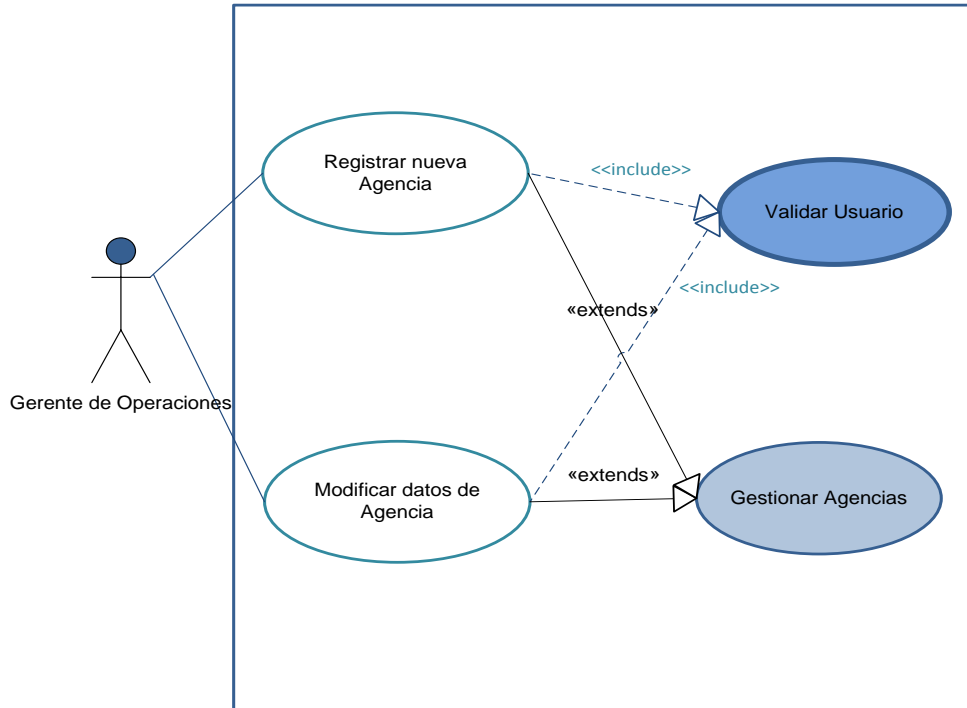 Registrar nueva
Agencia
<<include>>
Validar Usuario
<<include>>
«extends»
Gerente de Operaciones
Modificar datos de
Agencia
«extends»
Gestionar Agencias